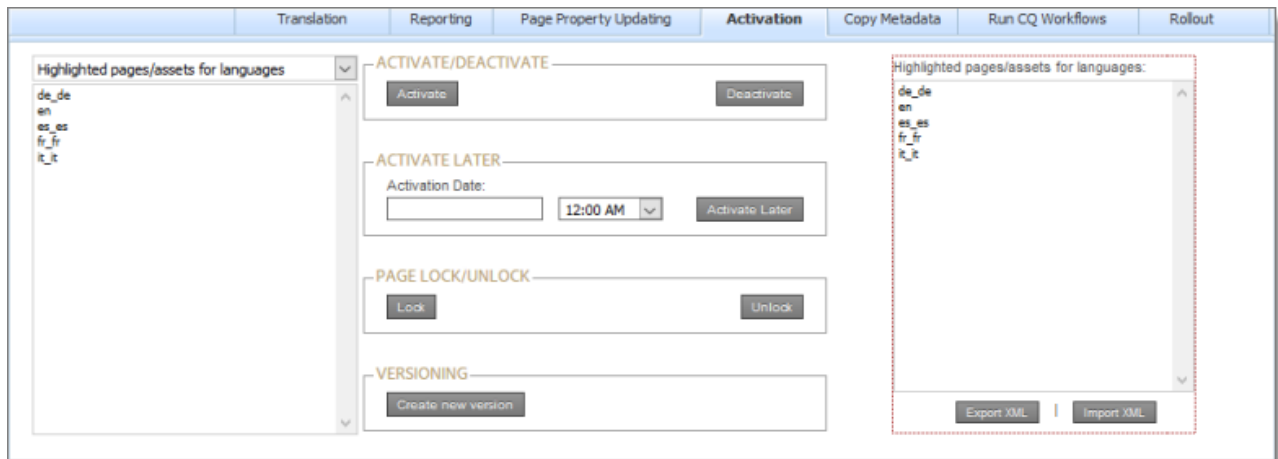 Translation
Reporting
Page Property Updating
Activation
Copy Metadata
Run CQ Workflows
Rollout
Highlighted pages/assets for languages
de_de
en
es_es
fr_fr
it_it
ACTIVATE/DEACTIVATE
Activate
Deactivate
ACTIVATE LATER
Activation Date:
12:00 AM
Activate Later
PAGE LOCK/UNLOCK
Lock
Unlock
VERSIONING
Create new version
Highlighted pages/assets for languages:
de_de
en
es_es
fr_fr
it_it
Export XML | Import XML